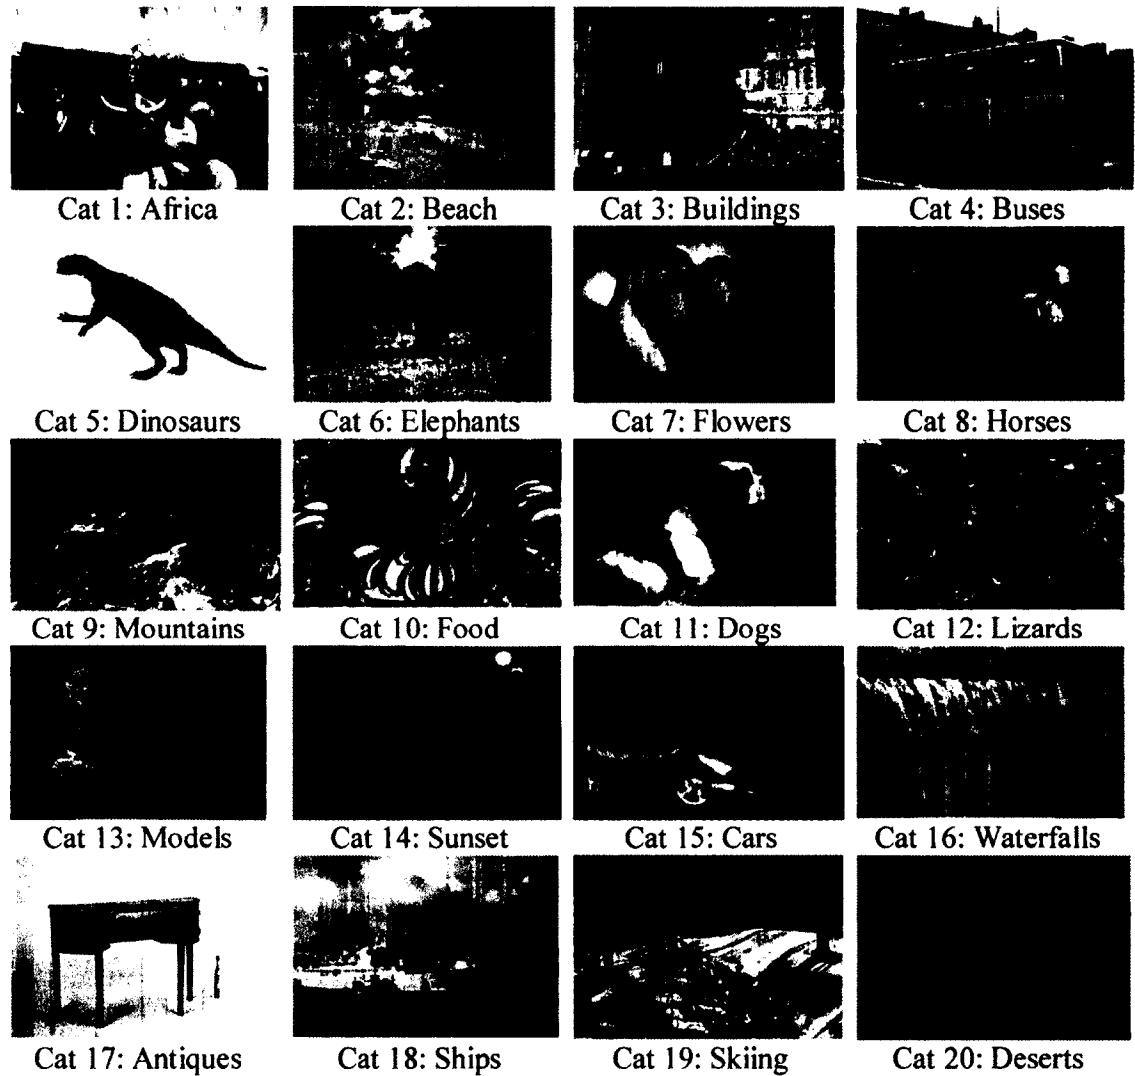 Cat 1: Africa
Cat 2: Beach
Cat 3: Buildings
Cat 4: Buses
Cat 5: Dinosaurs
Cat 6: Elephants
Cat 7: Flowers
Cat 8: Horses
Cat 9: Mountains
Cat 10: Food
Cat 11: Dogs
Cat 12: Lizards
Cat 13: Models
Cat 14: Sunset
Cat 15: Cars
Cat 16: Waterfalls
Cat 17: Antiques
Cat 18: Ships
Cat 19: Skiing
Cat 20: Deserts